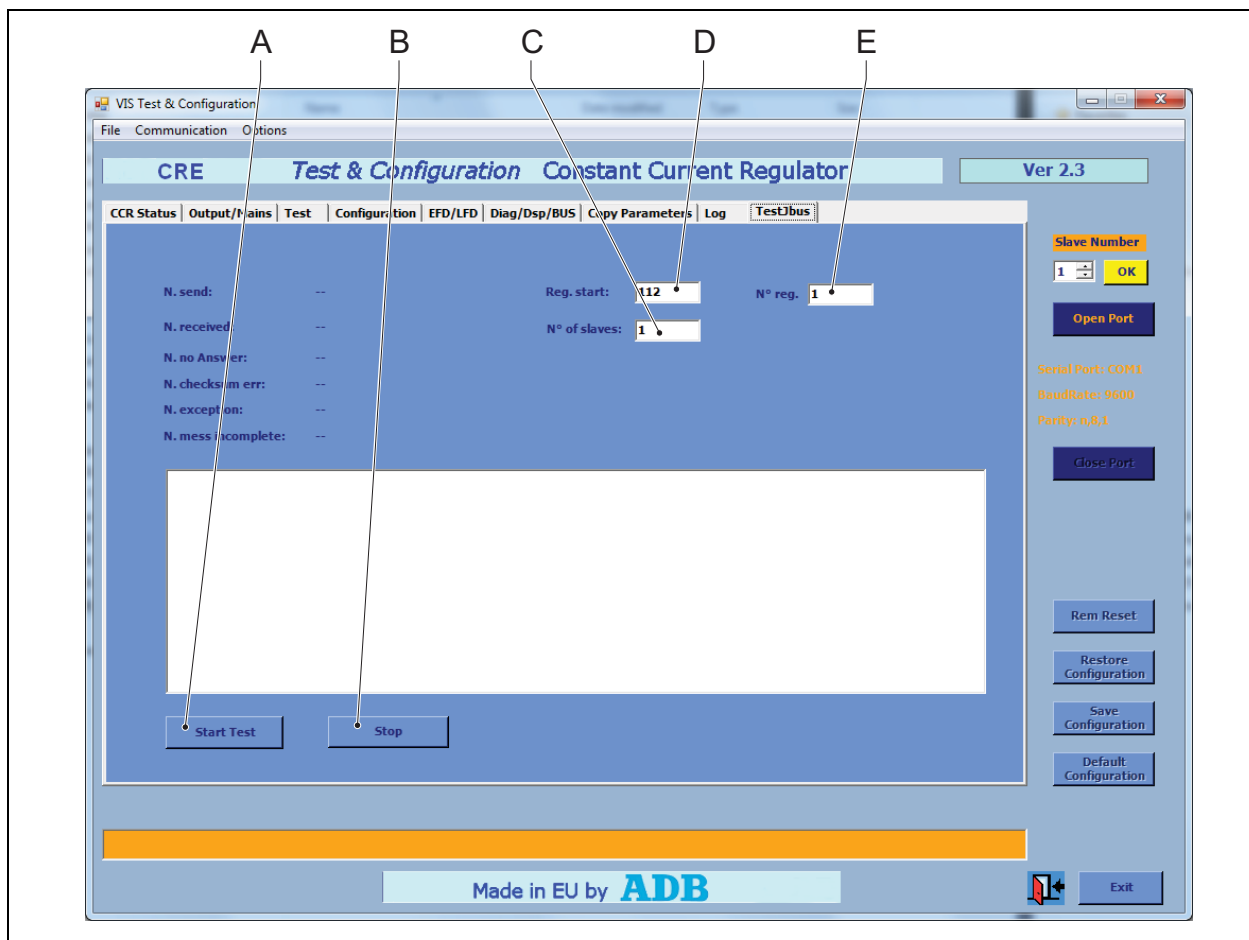 A B C D E
VIS Test & Configuration
File Communication Options
CRE Test & Configuration Constant Current Regulator Ver 2.3
CCR Status Output/Mains Test Configuration EFD/LFD Diag/Dsp/BUS Copy Parameters Log TestJbus
Slave Number
1 OK
N. send: -- Reg. start: 112 N° reg. 1
Open Port
N. received: -- N° of slaves: 1
N. no Answer: --
Serial Port: COM1
N. checksum err: --
BaudRate: 9600
N. exception: --
Parity: n,8,1
N. mess incomplete: --
Close Port
Rem Reset
Restore
Configuration
Save
Configuration
Start Test Stop
Default
Configuration
Made in EU by ADB
Exit